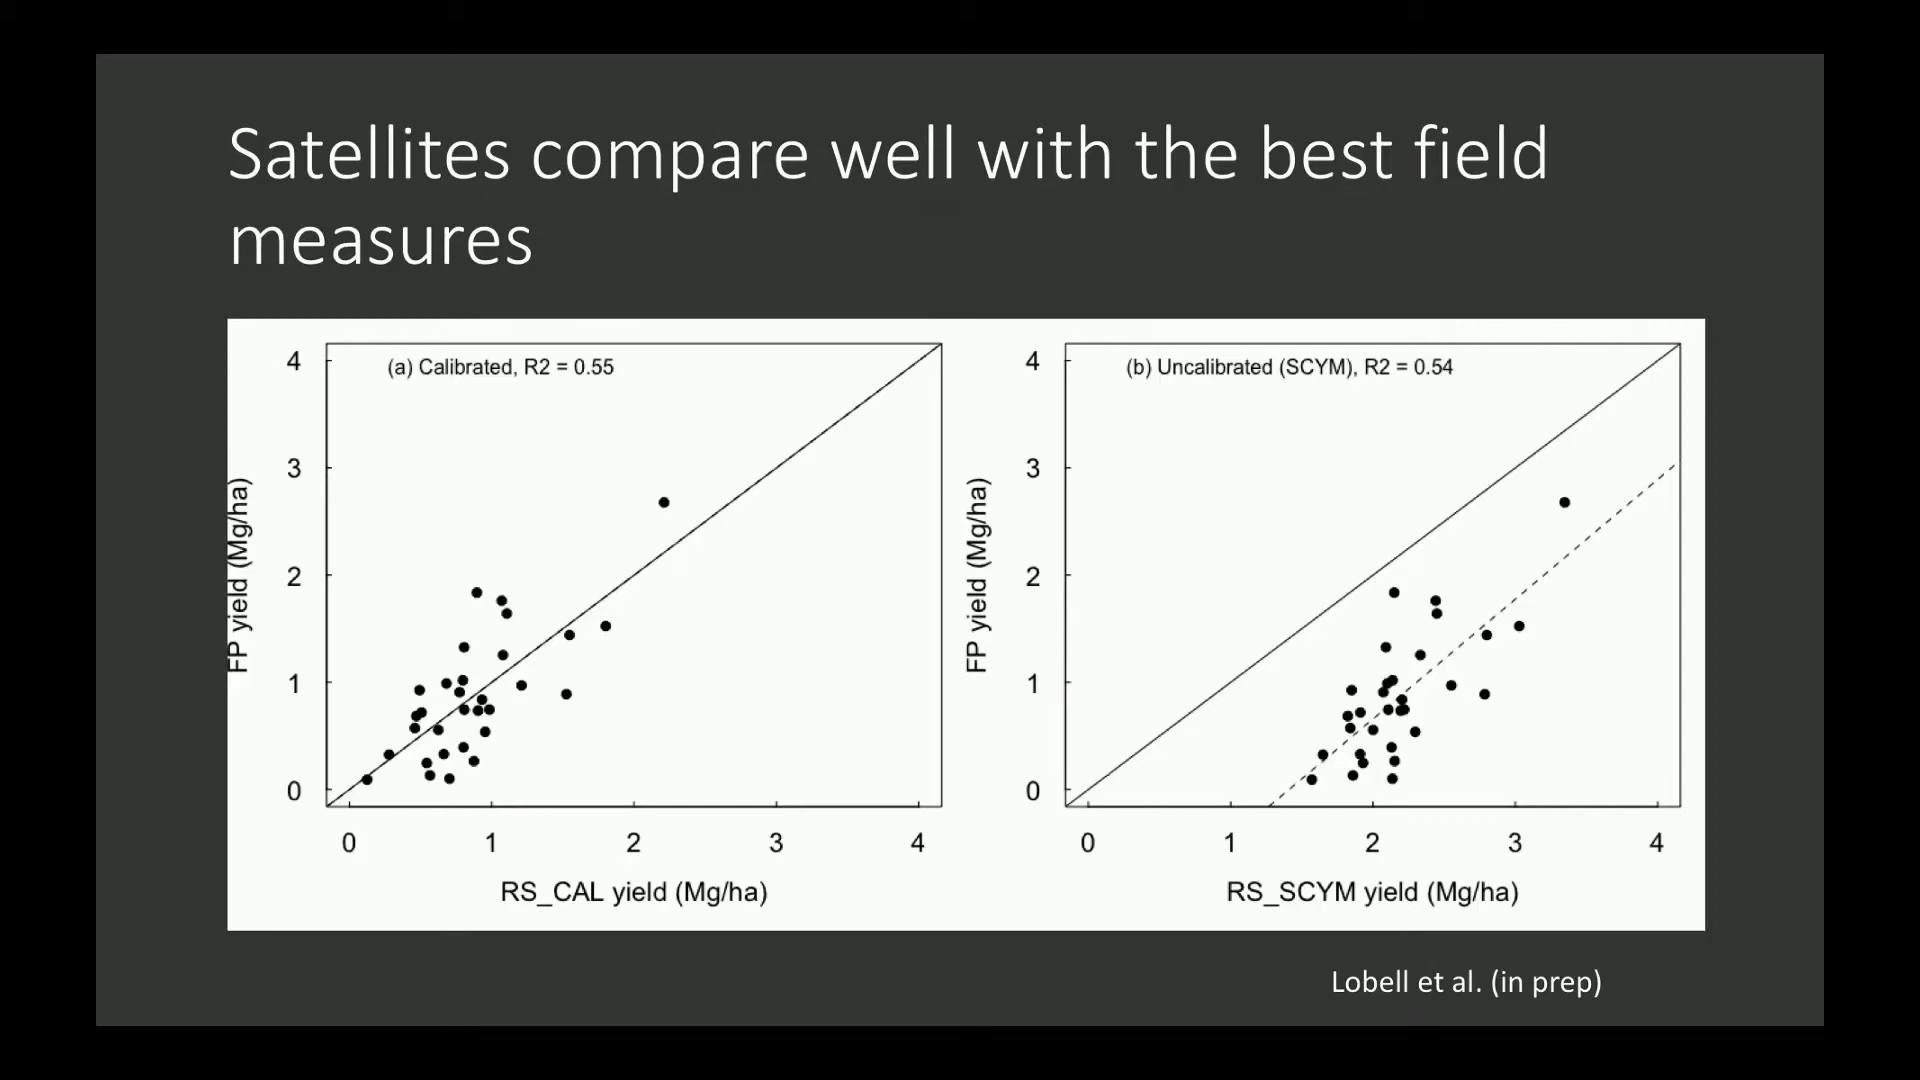 Satellites compare well with the best field
measures
(a) Calibrated, R2 = 0.55
4
3
2
1
0
FP yield (Mg/ha)
0 1 2 3 4
RS_CAL yield (Mg/ha)
(b) Uncalibrated (SCYM), R2 = 0.54
4
3
2
1
0
FP yield (Mg/ha)
0 1 2 3 4
RS_SCYM yield (Mg/ha)
Lobell et al. (in prep)